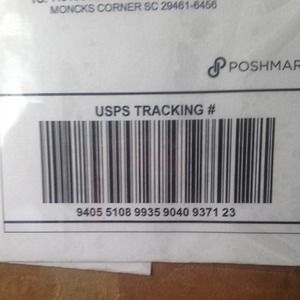 MONCKS CORNER SC 29461-6456
POSHMAR
USPS TRACKING #
9405 5108 9935 9040 9371 23